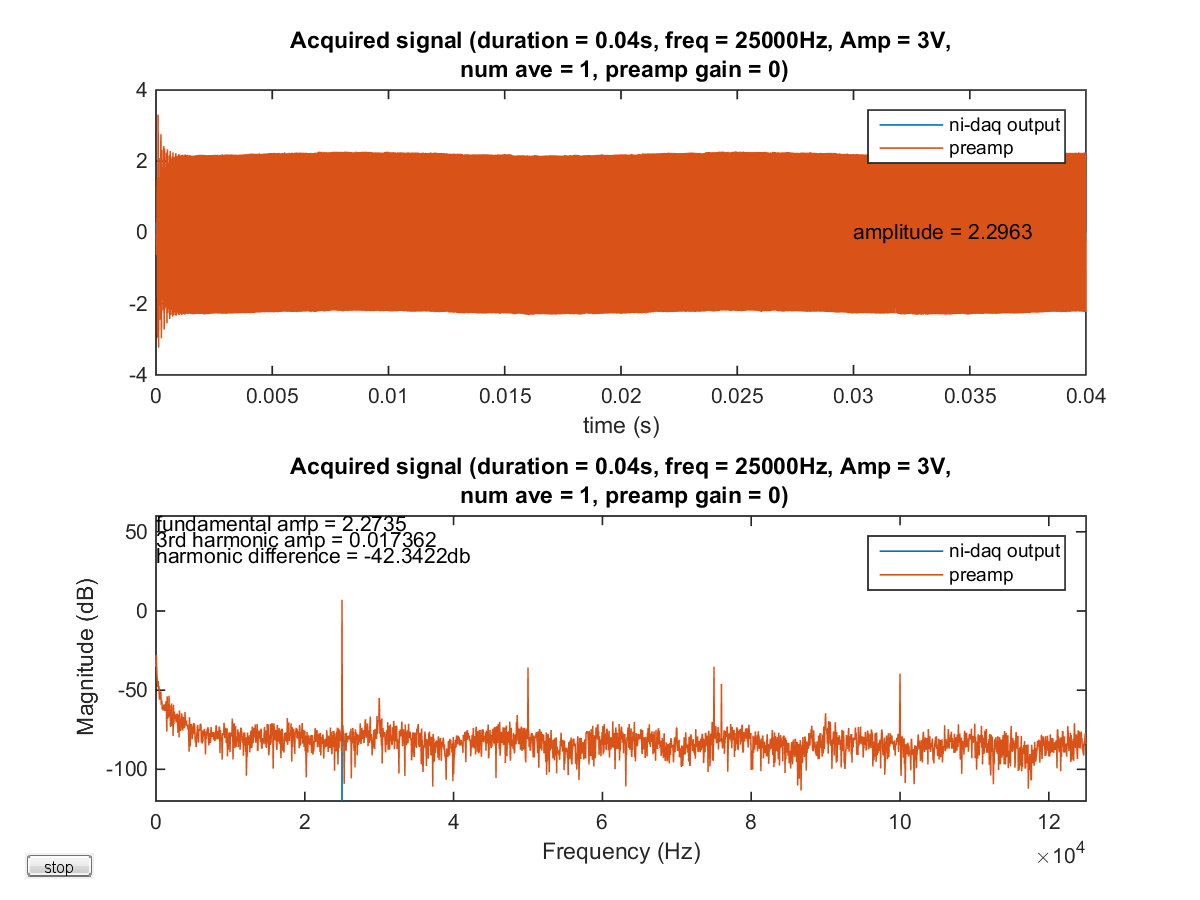 Acquired signal (duration = 0.04s, freq = 25000Hz, Amp = 3V,
num ave = 1, preamp gain = 0)
4
2
0
-2
-4
ni-daq output
preamp
amplitude = 2.2963
0 0.005 0.01 0.015 0.02 0.025 0.03 0.035 0.04
time (s)
Acquired signal (duration = 0.04s, freq = 25000Hz, Amp = 3V,
num ave = 1, preamp gain = 0)
fundamental amp = 2.2735
3rd harmonic amp = 0.017362
harmonic difference = -42.3422db
ni-daq output
preamp
Magnitude (dB)
50
0
-50
-100
0 2 4 6 8 10 12
Frequency (Hz)
×10⁴
stop